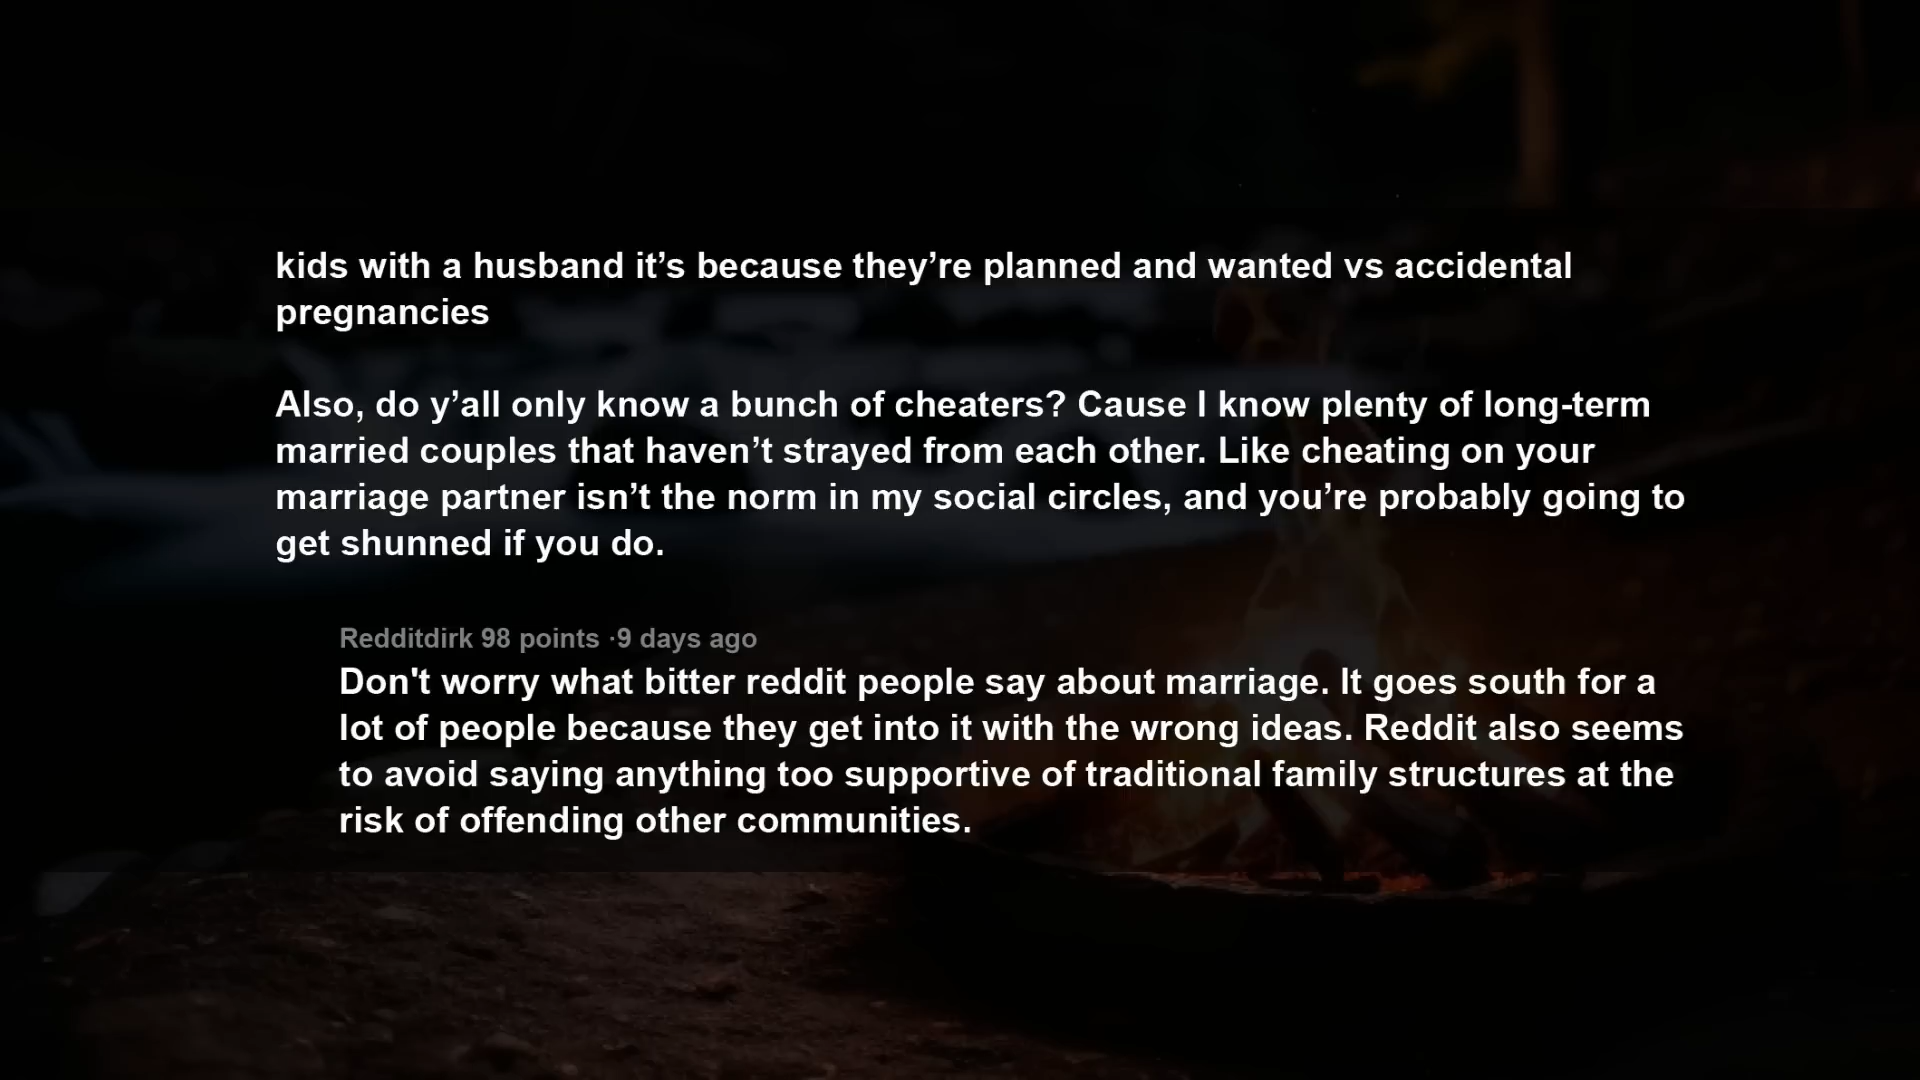 kids with a husband it’s because they’re planned and wanted vs accidental
pregnancies
Also, do y’all only know a bunch of cheaters? Cause I know plenty of long-term
married couples that haven’t strayed from each other. Like cheating on your
marriage partner isn’t the norm in my social circles, and you’re probably going to
get shunned if you do.
Redditdirk 98 points ·9 days ago
Don't worry what bitter reddit people say about marriage. It goes south for a
lot of people because they get into it with the wrong ideas. Reddit also seems
to avoid saying anything too supportive of traditional family structures at the
risk of offending other communities.